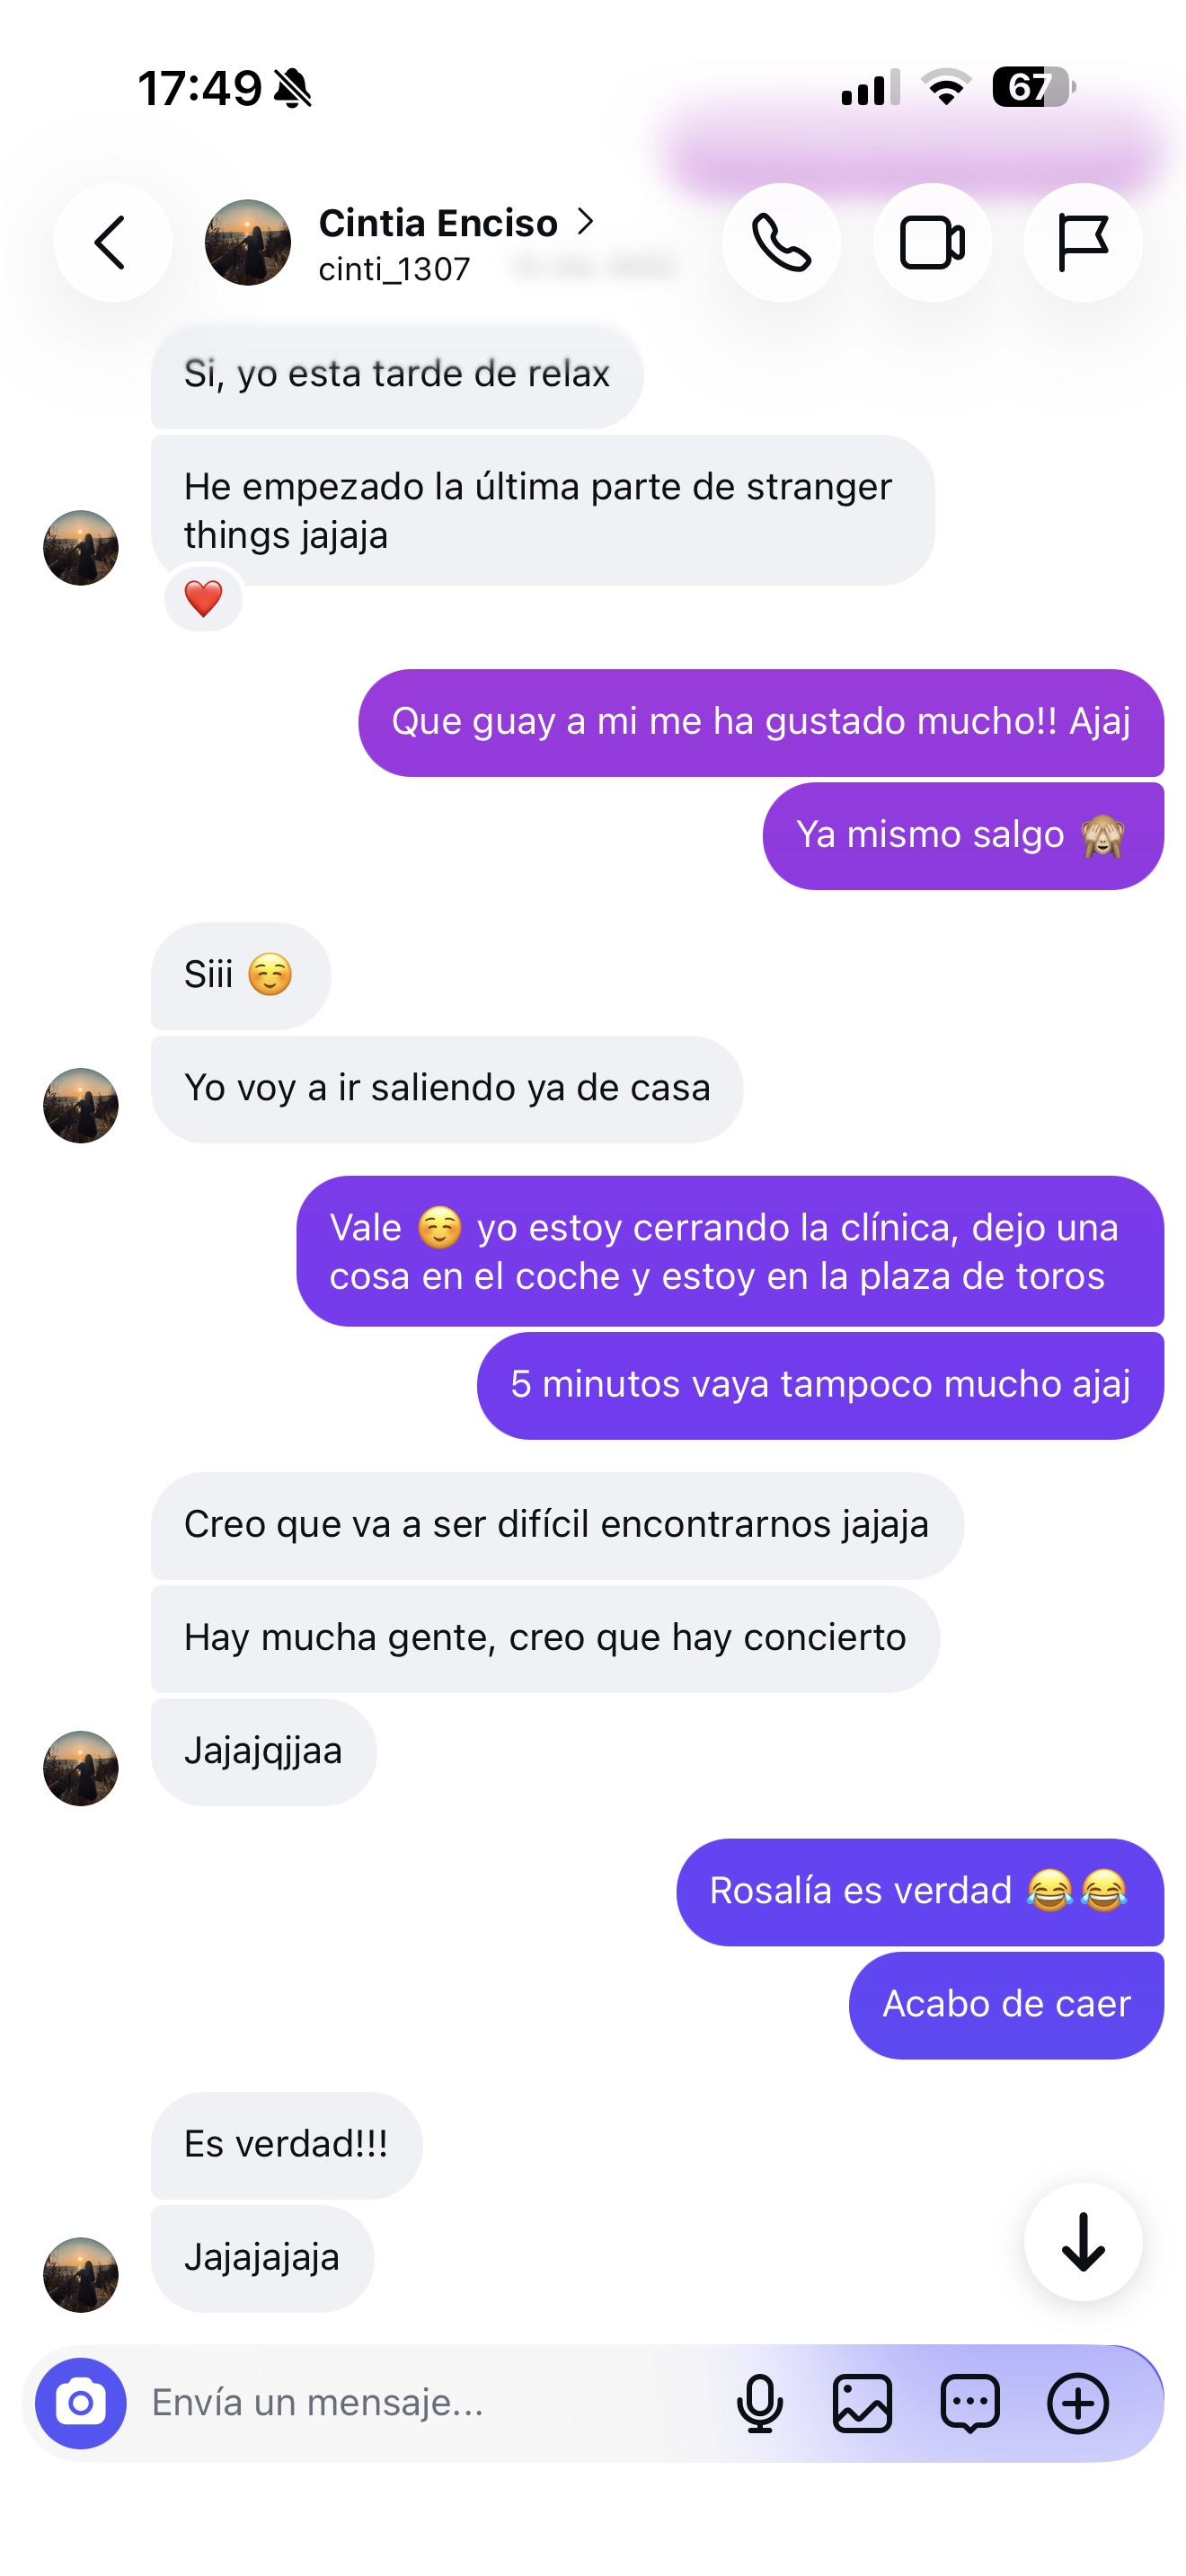 17:49
67
Cintia Enciso
cinti_1307
Si, yo esta tarde de relax
He empezado la última parte de stranger
things jajaja
❤️
Que guay a mi me ha gustado mucho!! Ajaj
Ya mismo salgo 🙈
Siii ☺️
Yo voy a ir saliendo ya de casa
Vale ☺️ yo estoy cerrando la clínica, dejo una
cosa en el coche y estoy en la plaza de toros
5 minutos vaya tampoco mucho ajaj
Creo que va a ser difícil encontrarnos jajaja
Hay mucha gente, creo que hay concierto
Jajajqjjaa
Rosalía es verdad 😂😂
Acabo de caer
Es verdad!!!
Jajajajaja
Envía un mensaje...